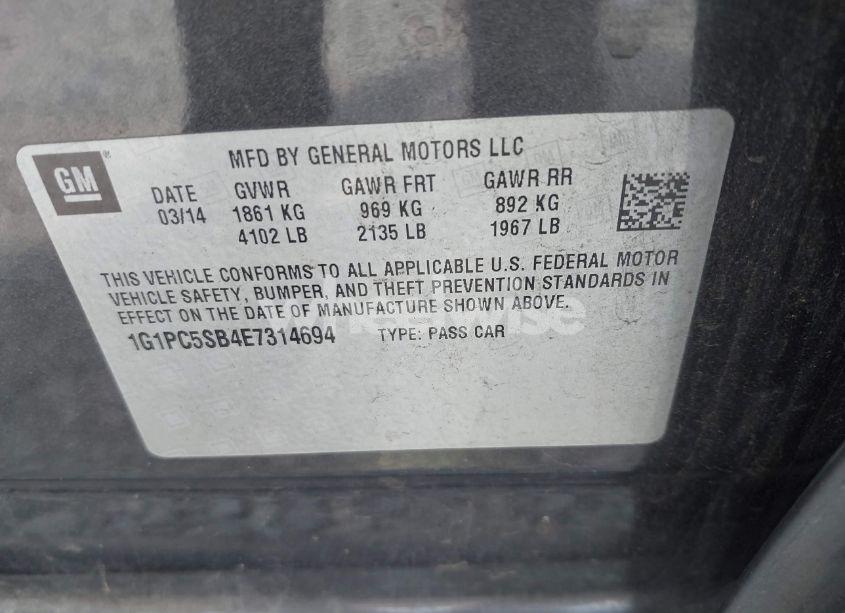 GM
MFD BY GENERAL MOTORS LLC
DATE GVWR GAWR FRT GAWR RR
03/14 1861 KG 969 KG 892 KG
4102 LB 2135 LB 1967 LB
THIS VEHICLE CONFORMS TO ALL APPLICABLE U.S. FEDERAL MOTOR
VEHICLE SAFETY, BUMPER, AND THEFT PREVENTION STANDARDS IN
EFFECT ON THE DATE OF MANUFACTURE SHOWN ABOVE.
1G1PC5SB4E7314694 TYPE: PASS CAR